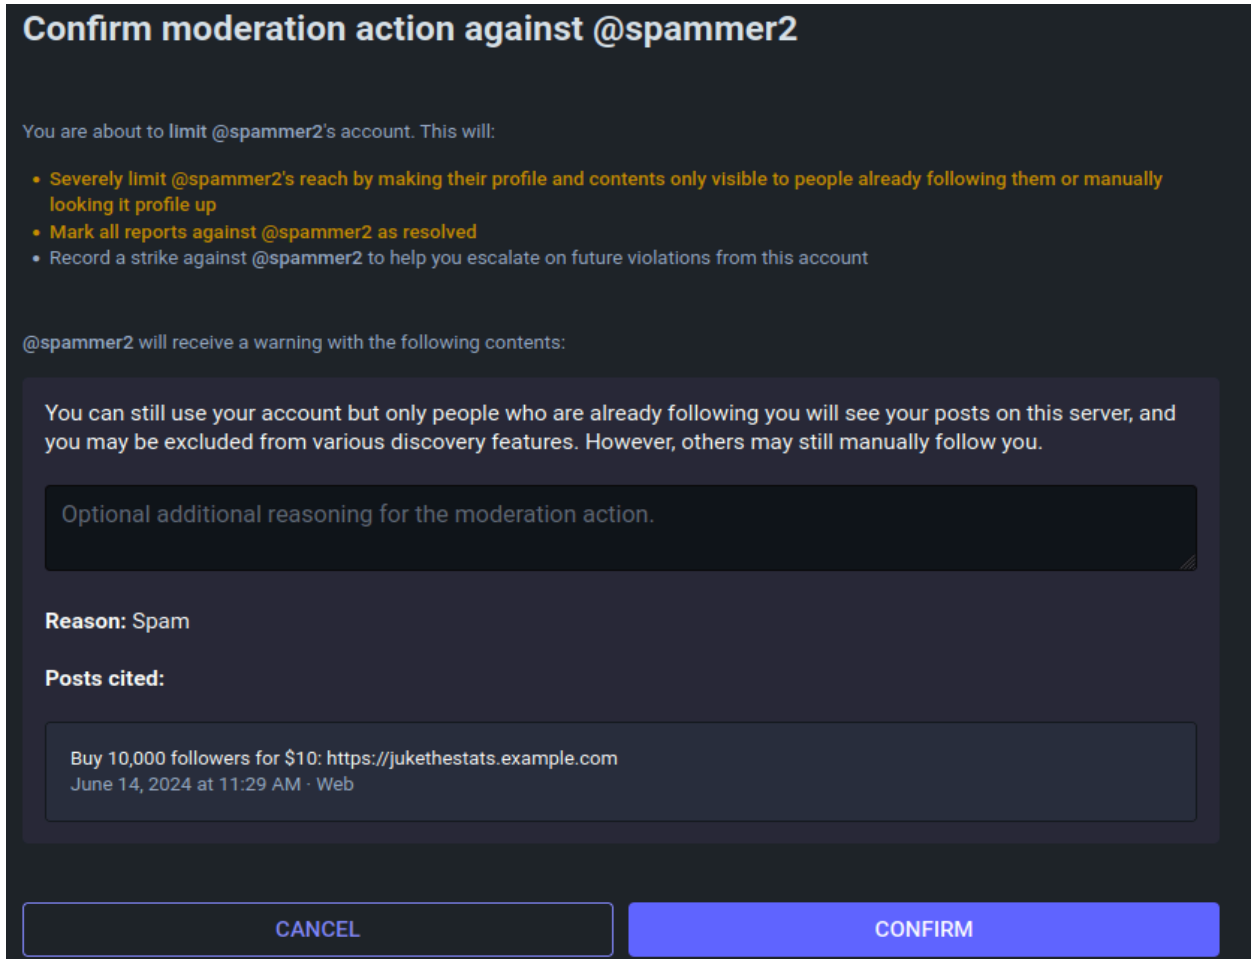 Confirm moderation action against @spammer2
You are about to limit @spammer2's account. This will:
• Severely limit @spammer2's reach by making their profile and contents only visible to people already following them or manually
looking it profile up
• Mark all reports against @spammer2 as resolved
• Record a strike against @spammer2 to help you escalate on future violations from this account
@spammer2 will receive a warning with the following contents:
You can still use your account but only people who are already following you will see your posts on this server, and
you may be excluded from various discovery features. However, others may still manually follow you.
Optional additional reasoning for the moderation action.
Reason: Spam
Posts cited:
Buy 10,000 followers for $10: https://jukethestats.example.com
June 14, 2024 at 11:29 AM · Web
CANCEL
CONFIRM